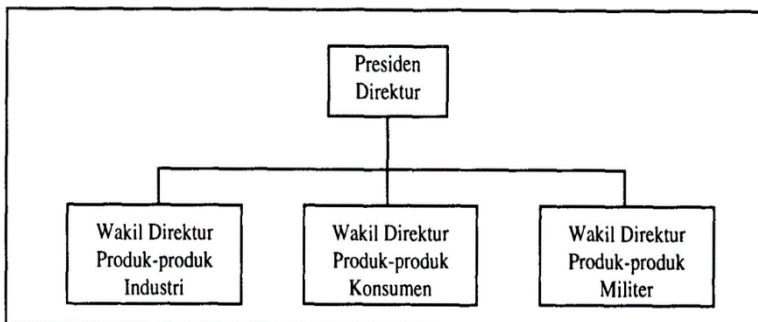 Presiden
Direktur
Wakil Direktur
Produk-produk
Industri
Wakil Direktur
Produk-produk
Konsumen
Wakil Direktur
Produk-produk
Militer